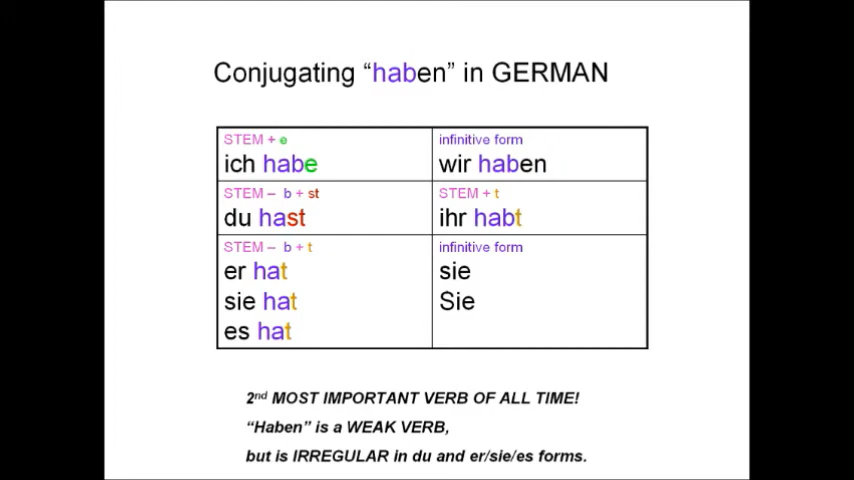 Conjugating “haben” in GERMAN
STEM + e
ich habe
infinitive form
wir haben
STEM – b + st
du hast
STEM + t
ihr habt
STEM – b + t
er hat
sie hat
es hat
infinitive form
sie
Sie
2nd MOST IMPORTANT VERB OF ALL TIME!
“Haben” is a WEAK VERB,
but is IRREGULAR in du and er/sie/es forms.